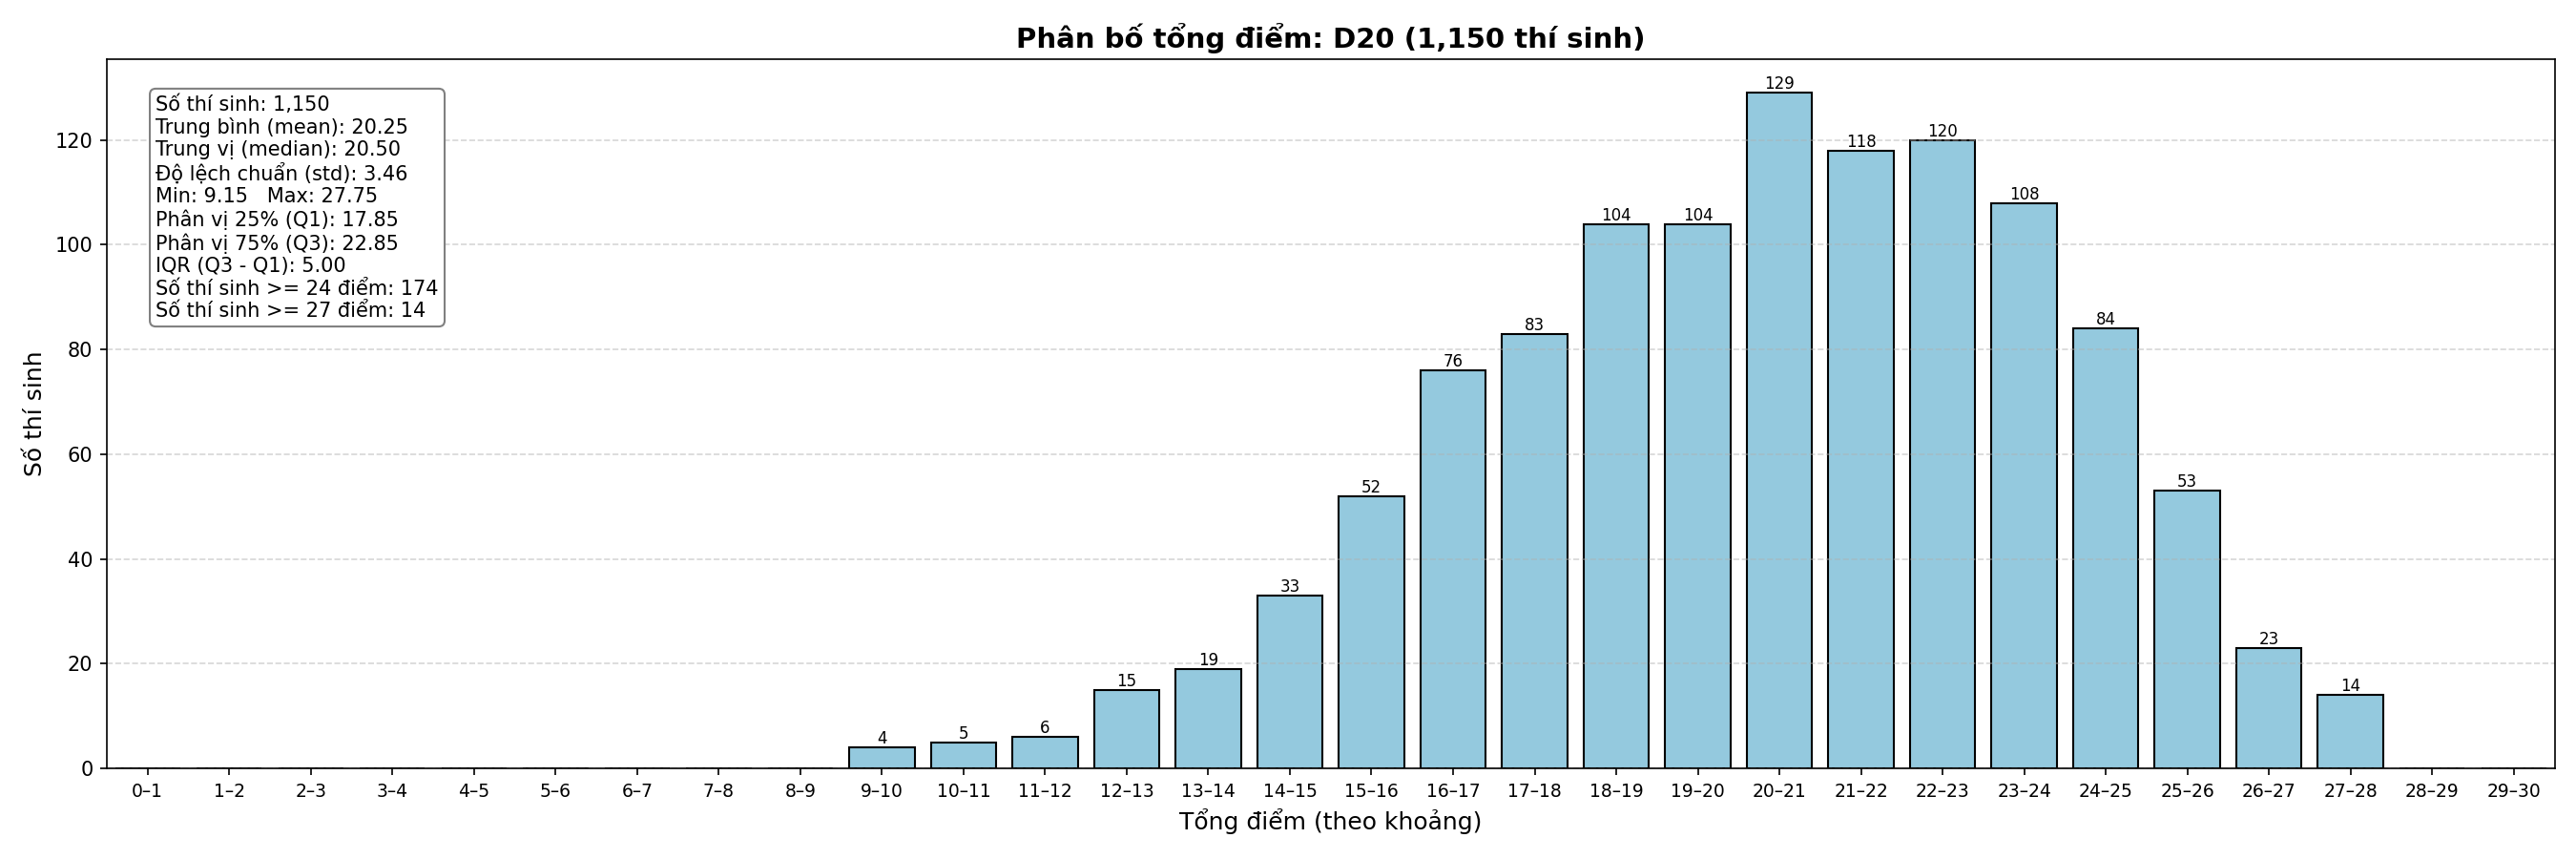 Phân bố tổng điểm: D20 (1,150 thí sinh)
Số thí sinh: 1,150
Trung bình (mean): 20.25
Trung vị (median): 20.50
Độ lệch chuẩn (std): 3.46
Min: 9.15   Max: 27.75
Phân vị 25% (Q1): 17.85
Phân vị 75% (Q3): 22.85
IQR (Q3 - Q1): 5.00
Số thí sinh >= 24 điểm: 174
Số thí sinh >= 27 điểm: 14
Số thí sinh
120
100
80
60
40
20
0
4
5
6
15
19
33
52
76
83
104
104
129
118
120
108
84
53
23
14
0–1 1–2 2–3 3–4 4–5 5–6 6–7 7–8 8–9 9–10 10–11 11–12 12–13 13–14 14–15 15–16 16–17 17–18 18–19 19–20 20–21 21–22 22–23 23–24 24–25 25–26 26–27 27–28 28–29 29–30
Tổng điểm (theo khoảng)